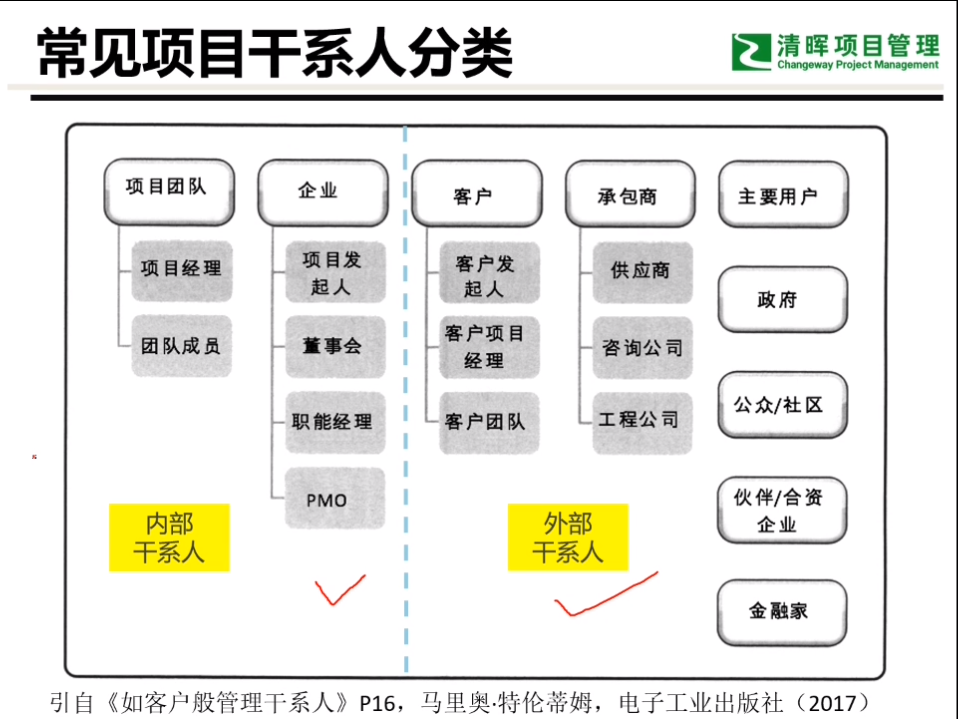 常见项目干系人分类
清晖项目管理
Changeway Project Management
项目团队
项目经理
团队成员
企业
项目发
起人
董事会
职能经理
PMO
内部
干系人
客户
客户发
起人
客户项目
经理
客户团队
承包商
供应商
咨询公司
工程公司
外部
干系人
主要用户
政府
公众/社区
伙伴/合资
企业
金融家
引自《如客户般管理干系人》P16，马里奥·特伦蒂姆，电子工业出版社（2017）